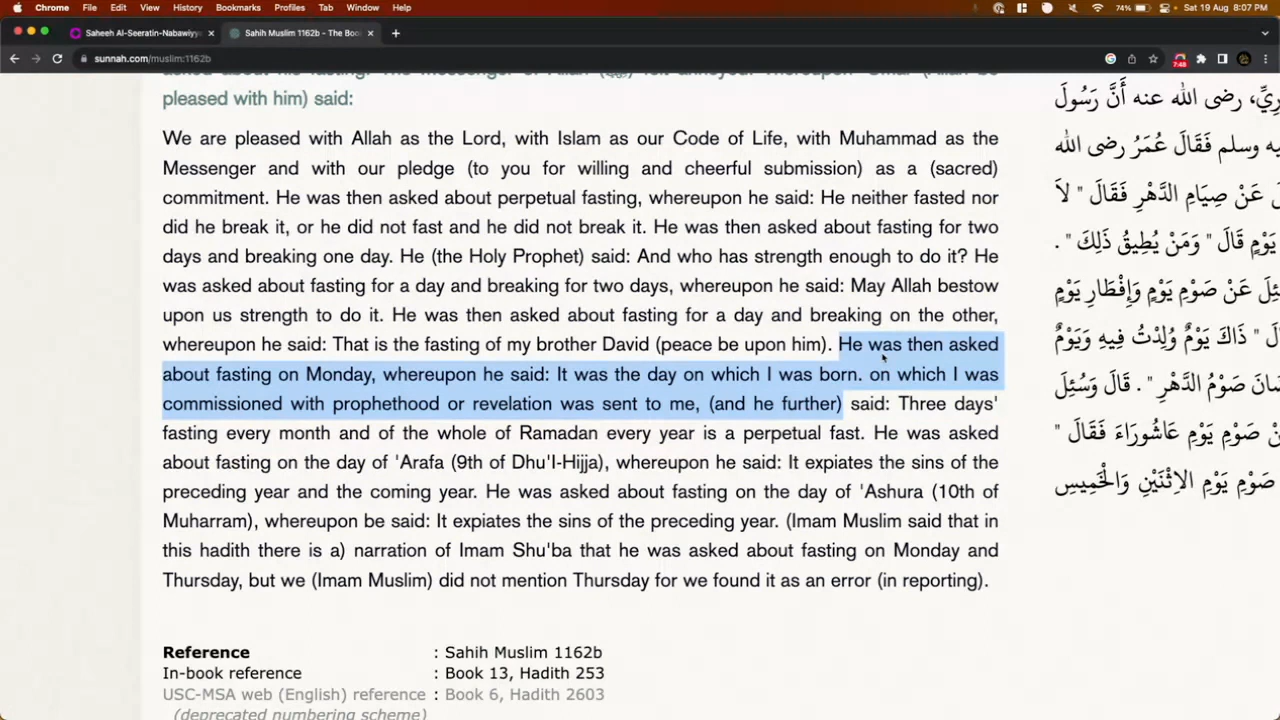 Chrome File Edit View History Bookmarks Profiles Tab Window Help 74% Sat 19 Aug 8:07 PM
Saheeh Al-Seeratin-Nabawiyy Sahih Muslim 1162b - The Boo
sunnah.com/muslim:1162b 7:48
pleased with him) said:
We are pleased with Allah as the Lord, with Islam as our Code of Life, with Muhammad as the
Messenger and with our pledge (to you for willing and cheerful submission) as a (sacred)
commitment. He was then asked about perpetual fasting, whereupon he said: He neither fasted nor
did he break it, or he did not fast and he did not break it. He was then asked about fasting for two
days and breaking one day. He (the Holy Prophet) said: And who has strength enough to do it? He
was asked about fasting for a day and breaking for two days, whereupon he said: May Allah bestow
upon us strength to do it. He was then asked about fasting for a day and breaking on the other,
whereupon he said: That is the fasting of my brother David (peace be upon him). He was then asked
about fasting on Monday, whereupon he said: It was the day on which I was born. on which I was
commissioned with prophethood or revelation was sent to me, (and he further) said: Three days'
fasting every month and of the whole of Ramadan every year is a perpetual fast. He was asked
about fasting on the day of 'Arafa (9th of Dhu'l-Hijja), whereupon he said: It expiates the sins of the
preceding year and the coming year. He was asked about fasting on the day of 'Ashura (10th of
Muharram), whereupon be said: It expiates the sins of the preceding year. (Imam Muslim said that in
this hadith there is a) narration of Imam Shu'ba that he was asked about fasting on Monday and
Thursday, but we (Imam Muslim) did not mention Thursday for we found it as an error (in reporting).
رضى الله عنه أَنَّ رَسُولَ
وسلم فَقَالَ عُمَرُ رضى الله
عَنْ صِيَامِ الدَّهْرِ فَقَالَ " لاَ
يَوْمٍ قَالَ " وَمَنْ يُطِيقُ ذَلِكَ " .
عَنْ صَوْمِ يَوْمٍ وَإِفْطَارِ يَوْمٍ
" ذَاكَ يَوْمٌ وُلِدْتُ فِيهِ وَيَوْمٌ
صَوْمُ الدَّهْرِ " . قَالَ وَسُئِلَ
صَوْمِ يَوْمِ عَاشُورَاءَ فَقَالَ "
صَوْمِ يَوْمِ الاِثْنَيْنِ وَالْخَمِيسِ
Reference : Sahih Muslim 1162b
In-book reference : Book 13, Hadith 253
USC-MSA web (English) reference : Book 6, Hadith 2603
(deprecated numbering scheme)